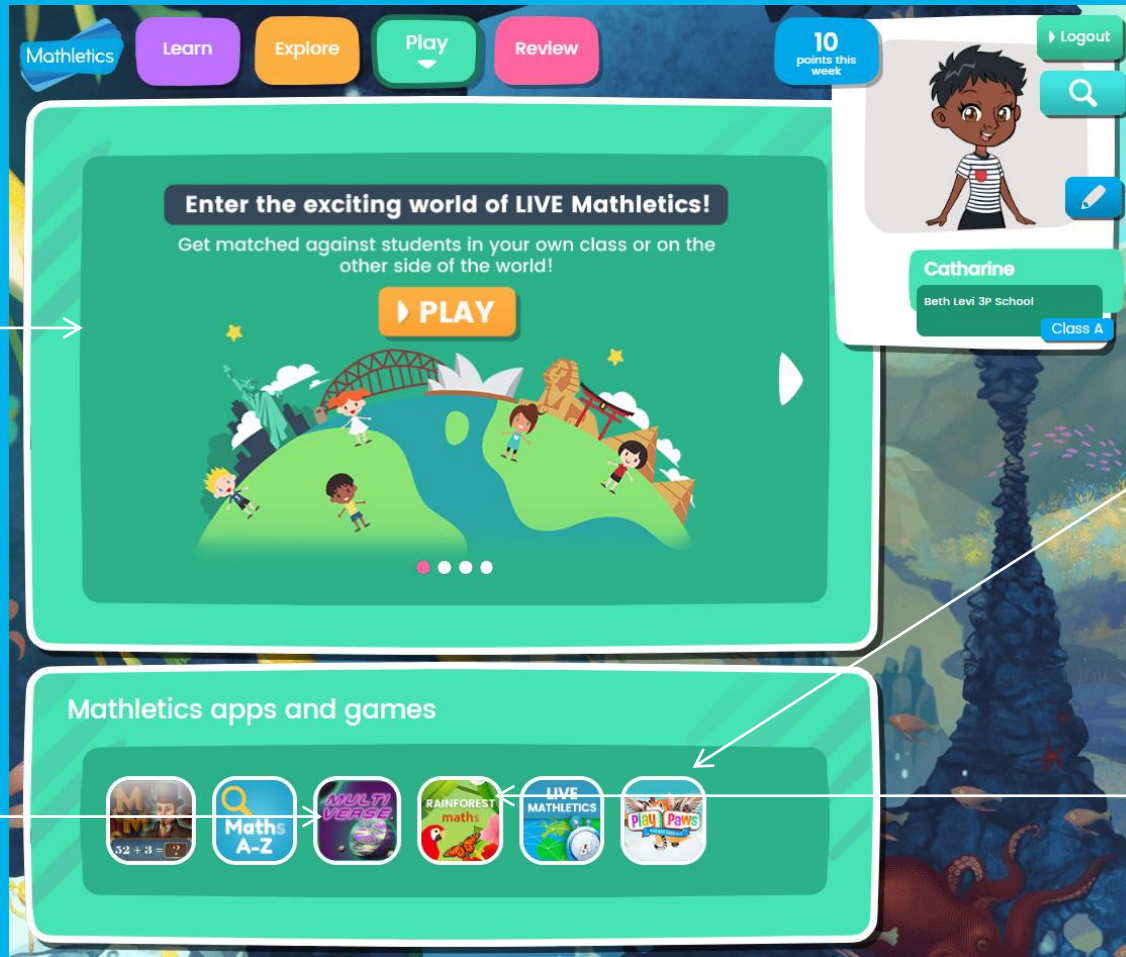 Mathletics
Learn
Explore
Play
Review
10
points this
week
Logout
Catharine
Beth Levi 3P School
Class A
Enter the exciting world of LIVE Mathletics!
Get matched against students in your own class or on the
other side of the world!
PLAY
Mathletics apps and games
M
M
52 + 3 = ?
Maths
A-Z
MULTI
VERSE
RAINFOREST
maths
LIVE
MATHLETICS
Play Paws